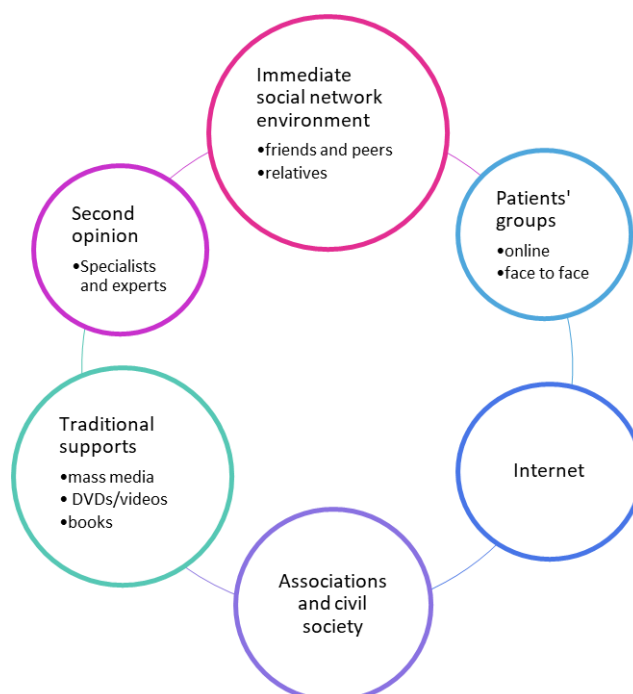 Immediate
social network
environment
•friends and peers
•relatives
Patients'
groups
•online
•face to face
Internet
Associations
and civil
society
Traditional
supports
•mass media
• DVDs/videos
•books
Second
opinion
•Specialists
and experts